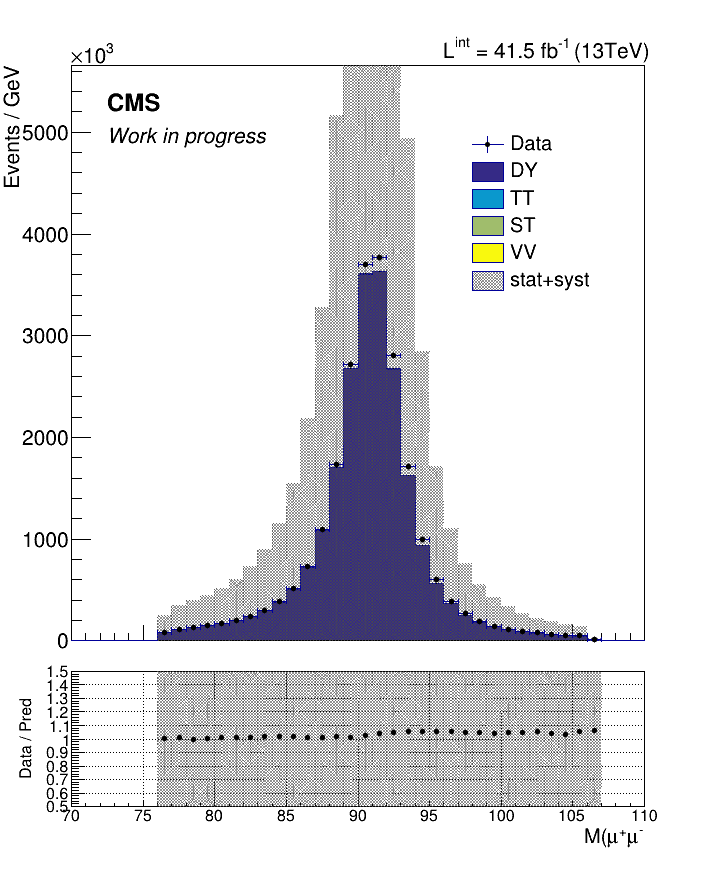 ×10³
L^int = 41.5 fb⁻¹ (13TeV)
Events / GeV
CMS
Work in progress
Data
DY
TT
ST
VV
stat+syst
5000
4000
3000
2000
1000
0
Data / Pred
1.5
1.4
1.3
1.2
1.1
1
0.9
0.8
0.7
0.6
0.5
70 75 80 85 90 95 100 105 110
M(μ⁺μ⁻